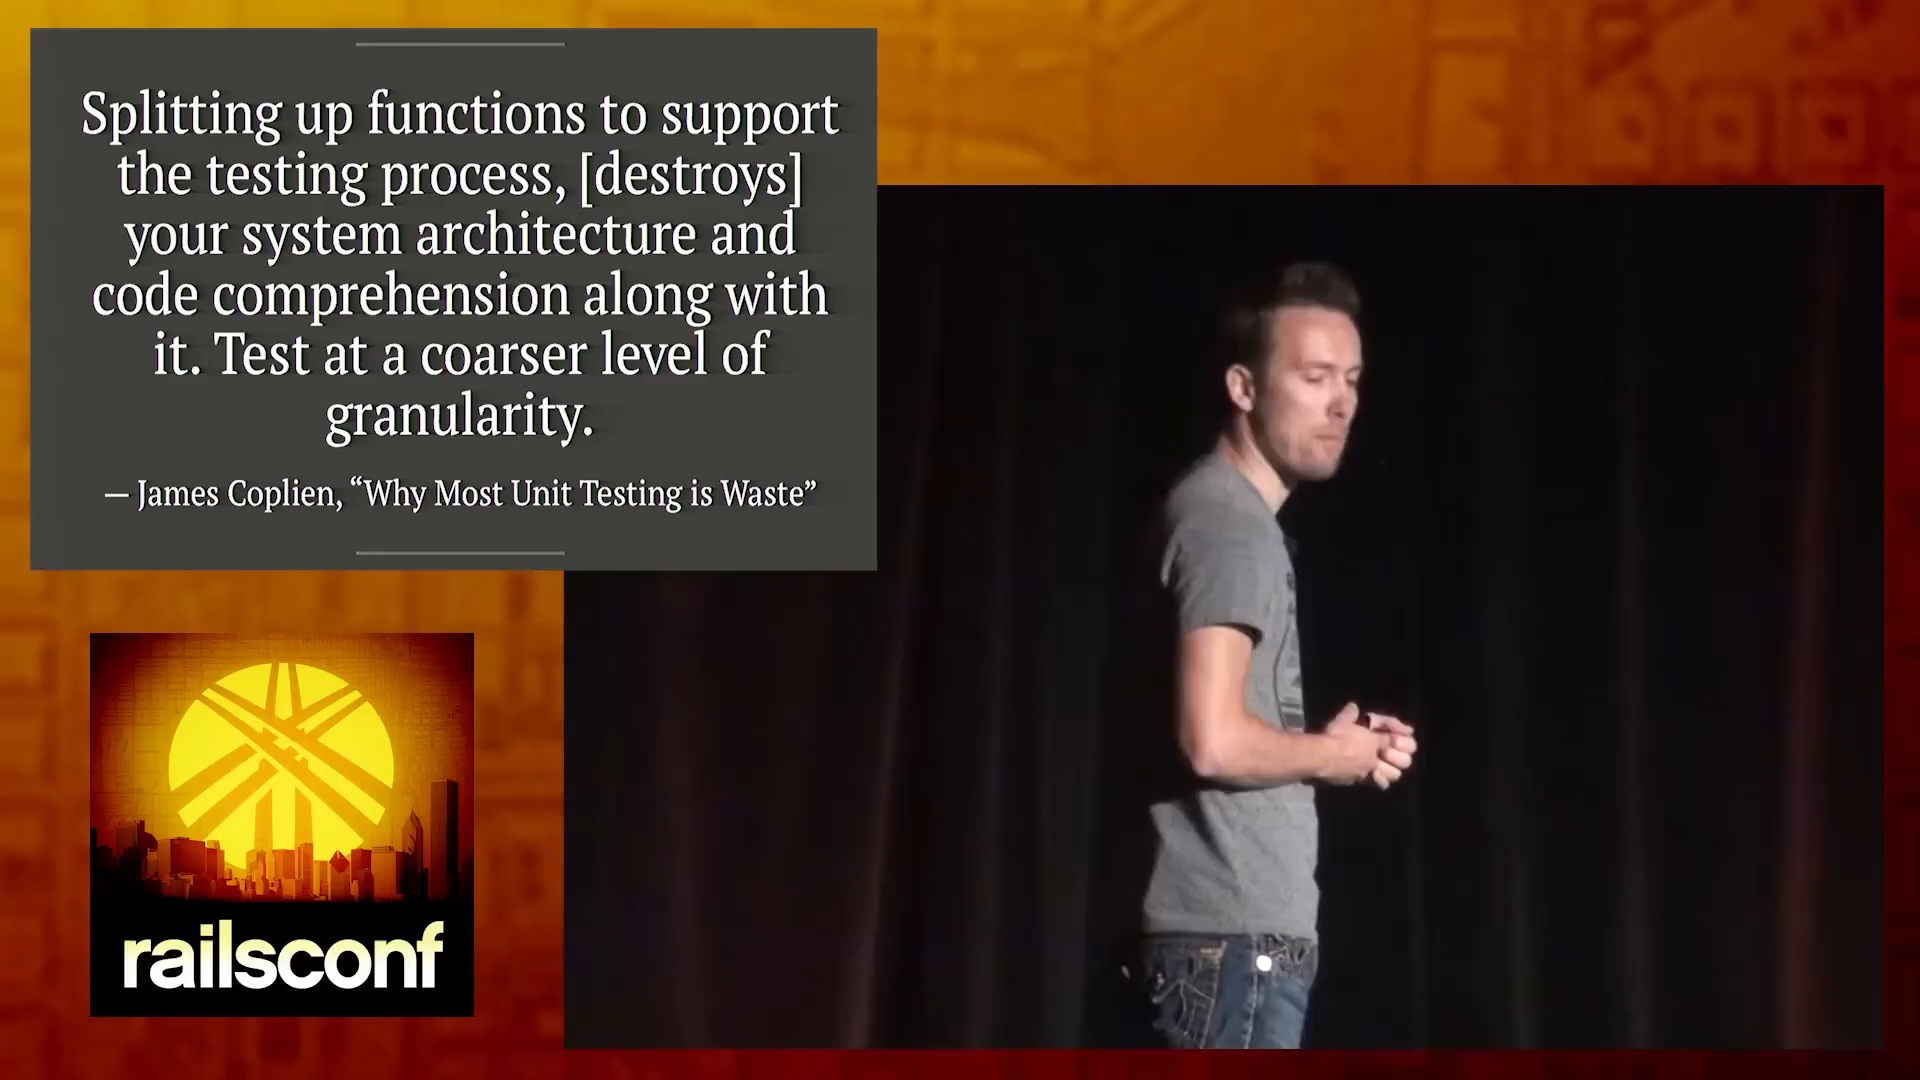 Splitting up functions to support
the testing process, [destroys]
your system architecture and
code comprehension along with
it. Test at a coarser level of
granularity.
— James Coplien, “Why Most Unit Testing is Waste”
railsconf